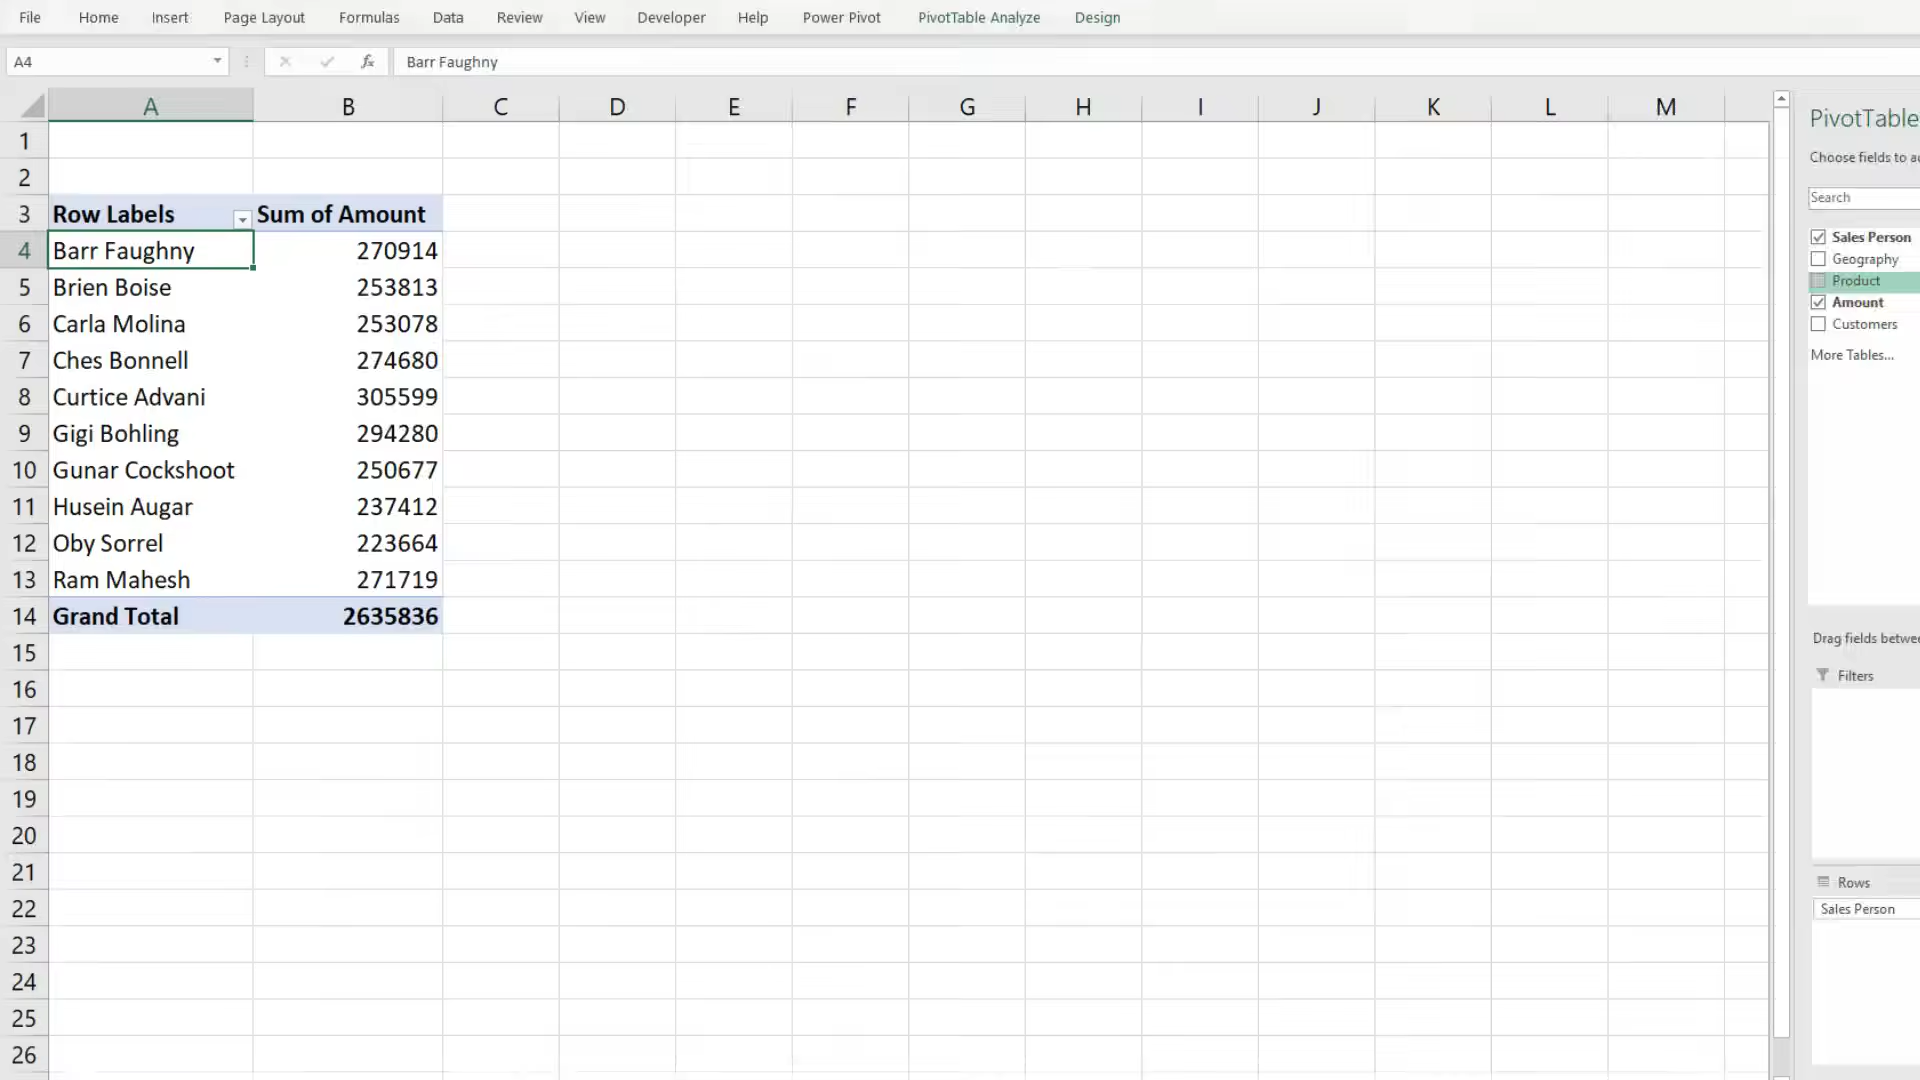 File Home Insert Page Layout Formulas Data Review View Developer Help Power Pivot PivotTable Analyze Design
A4 fx Barr Faughny
A B C D E F G H I J K L M
1
2
3 Row Labels Sum of Amount
4 Barr Faughny 270914
5 Brien Boise 253813
6 Carla Molina 253078
7 Ches Bonnell 274680
8 Curtice Advani 305599
9 Gigi Bohling 294280
10 Gunar Cockshoot 250677
11 Husein Augar 237412
12 Oby Sorrel 223664
13 Ram Mahesh 271719
14 Grand Total 2635836
15
16
17
18
19
20
21
22
23
24
25
26
PivotTable
Choose fields to a
Search
Sales Person
Geography
Product
Amount
Customers
More Tables...
Drag fields betwee
Filters
Rows
Sales Person